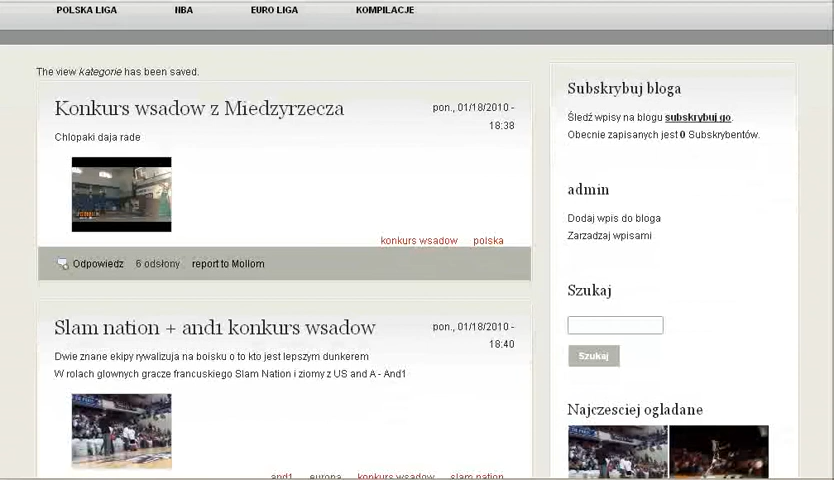 POLSKA LIGA NBA EURO LIGA KOMPILACJE
The view kategorie has been saved.
Konkurs wsadow z Miedzyrzecza
pon., 01/18/2010 -
18:38
Chlopaki daja rade
konkurs wsadow polska
Odpowiedz 6 odsłony report to Mollom
Slam nation + and1 konkurs wsadow
pon., 01/18/2010 -
18:40
Dwie znane ekipy rywalizuja na boisku o to kto jest lepszym dunkerem
W rolach glownych gracze francuskiego Slam Nation i ziomy z US and A - And1
and1 europa konkurs wsadow slam nation
Subskrybuj bloga
Śledź wpisy na blogu subskrybuj go.
Obecnie zapisanych jest 0 Subskrybentów.
admin
Dodaj wpis do bloga
Zarzadzaj wpisami
Szukaj
Szukaj
Najczesciej ogladane